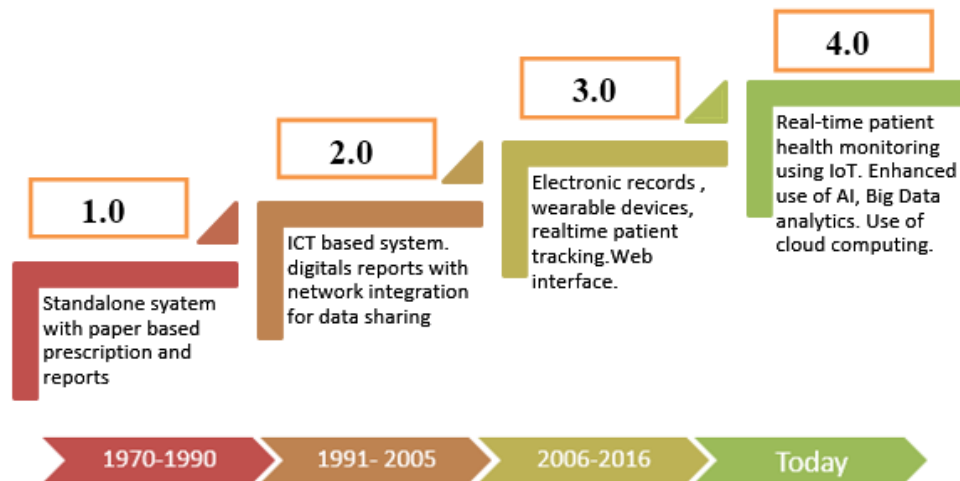 1.0
Standalone syatem
with paper based
prescription and
reports
2.0
ICT based system.
digitals reports with
network integration
for data sharing
3.0
Electronic records ,
wearable devices,
realtime patient
tracking.Web
interface.
4.0
Real-time patient
health monitoring
using IoT. Enhanced
use of AI, Big Data
analytics. Use of
cloud computing.
1970-1990
1991- 2005
2006-2016
Today